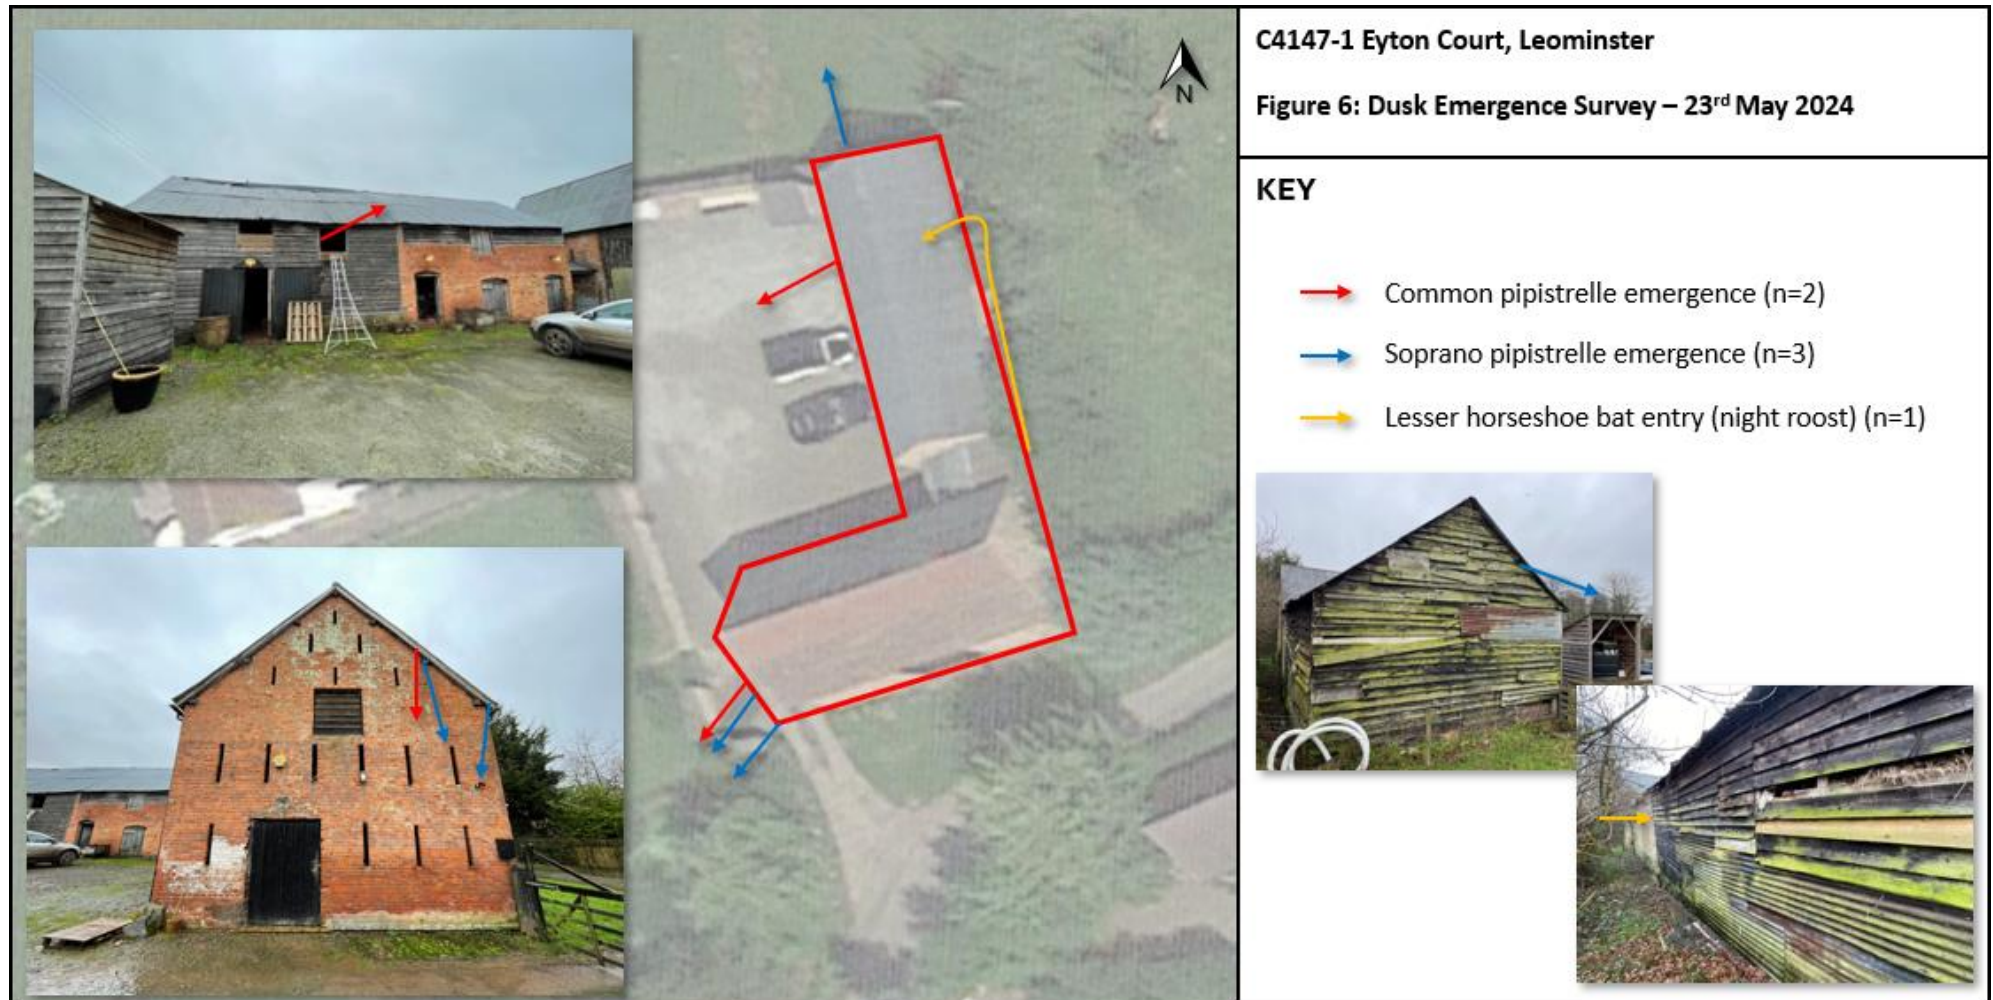 N
C4147-1 Eyton Court, Leominster
Figure 6: Dusk Emergence Survey – 23rd May 2024
KEY
Common pipistrelle emergence (n=2)
Soprano pipistrelle emergence (n=3)
Lesser horseshoe bat entry (night roost) (n=1)